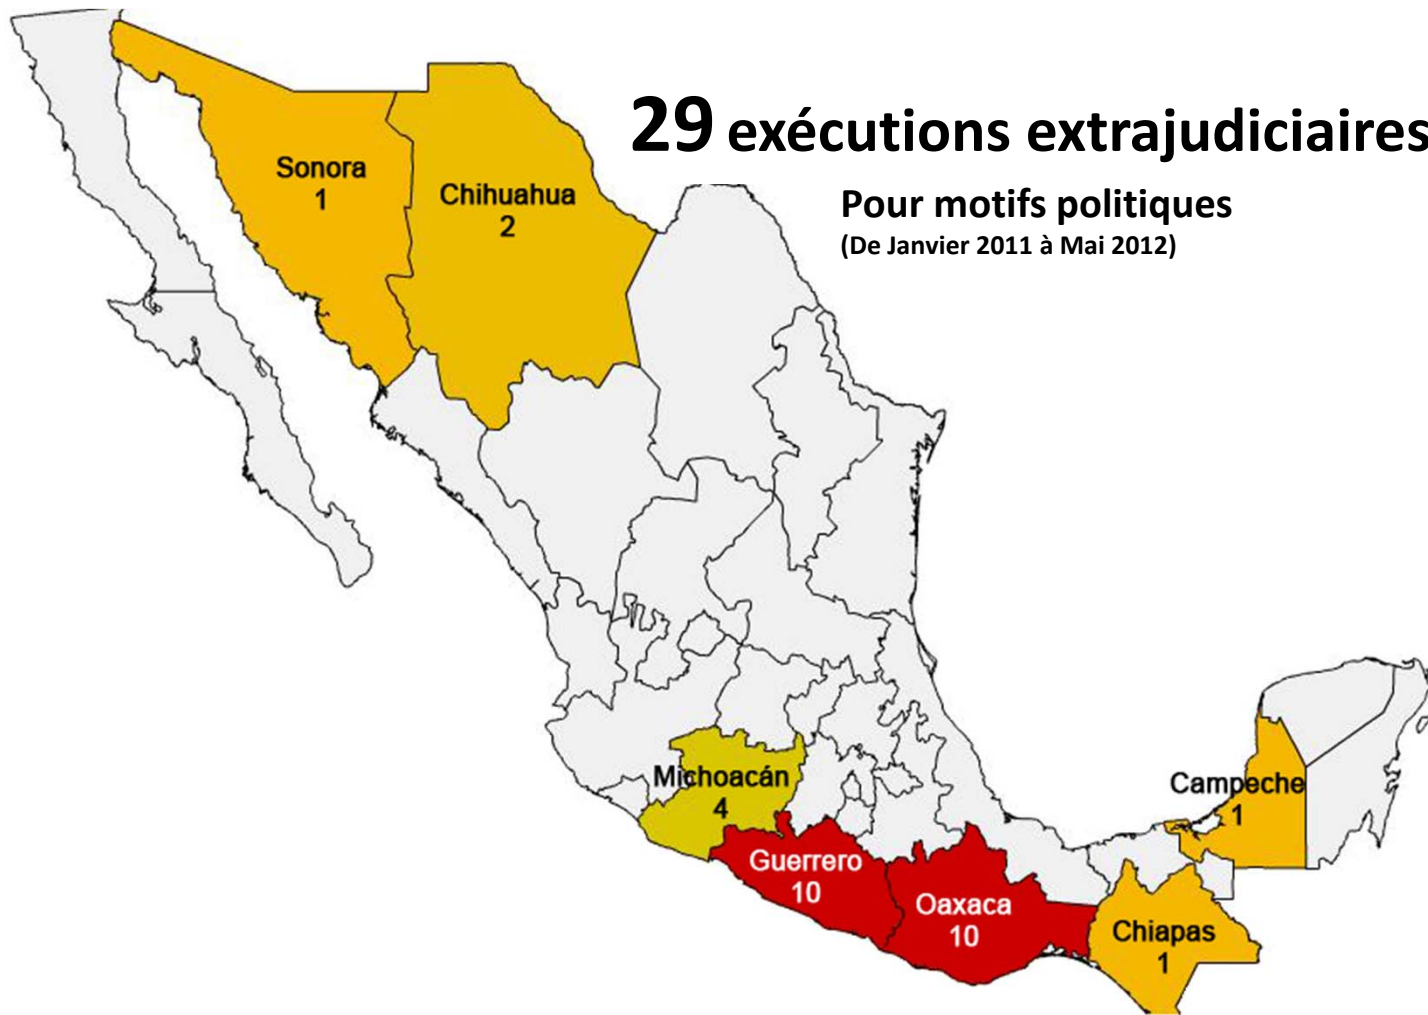 29 exécutions extrajudiciaires
Pour motifs politiques
(De Janvier 2011 à Mai 2012)
Sonora
1
Chihuahua
2
Michoacán
4
Guerrero
10
Oaxaca
10
Campeche
1
Chiapas
1